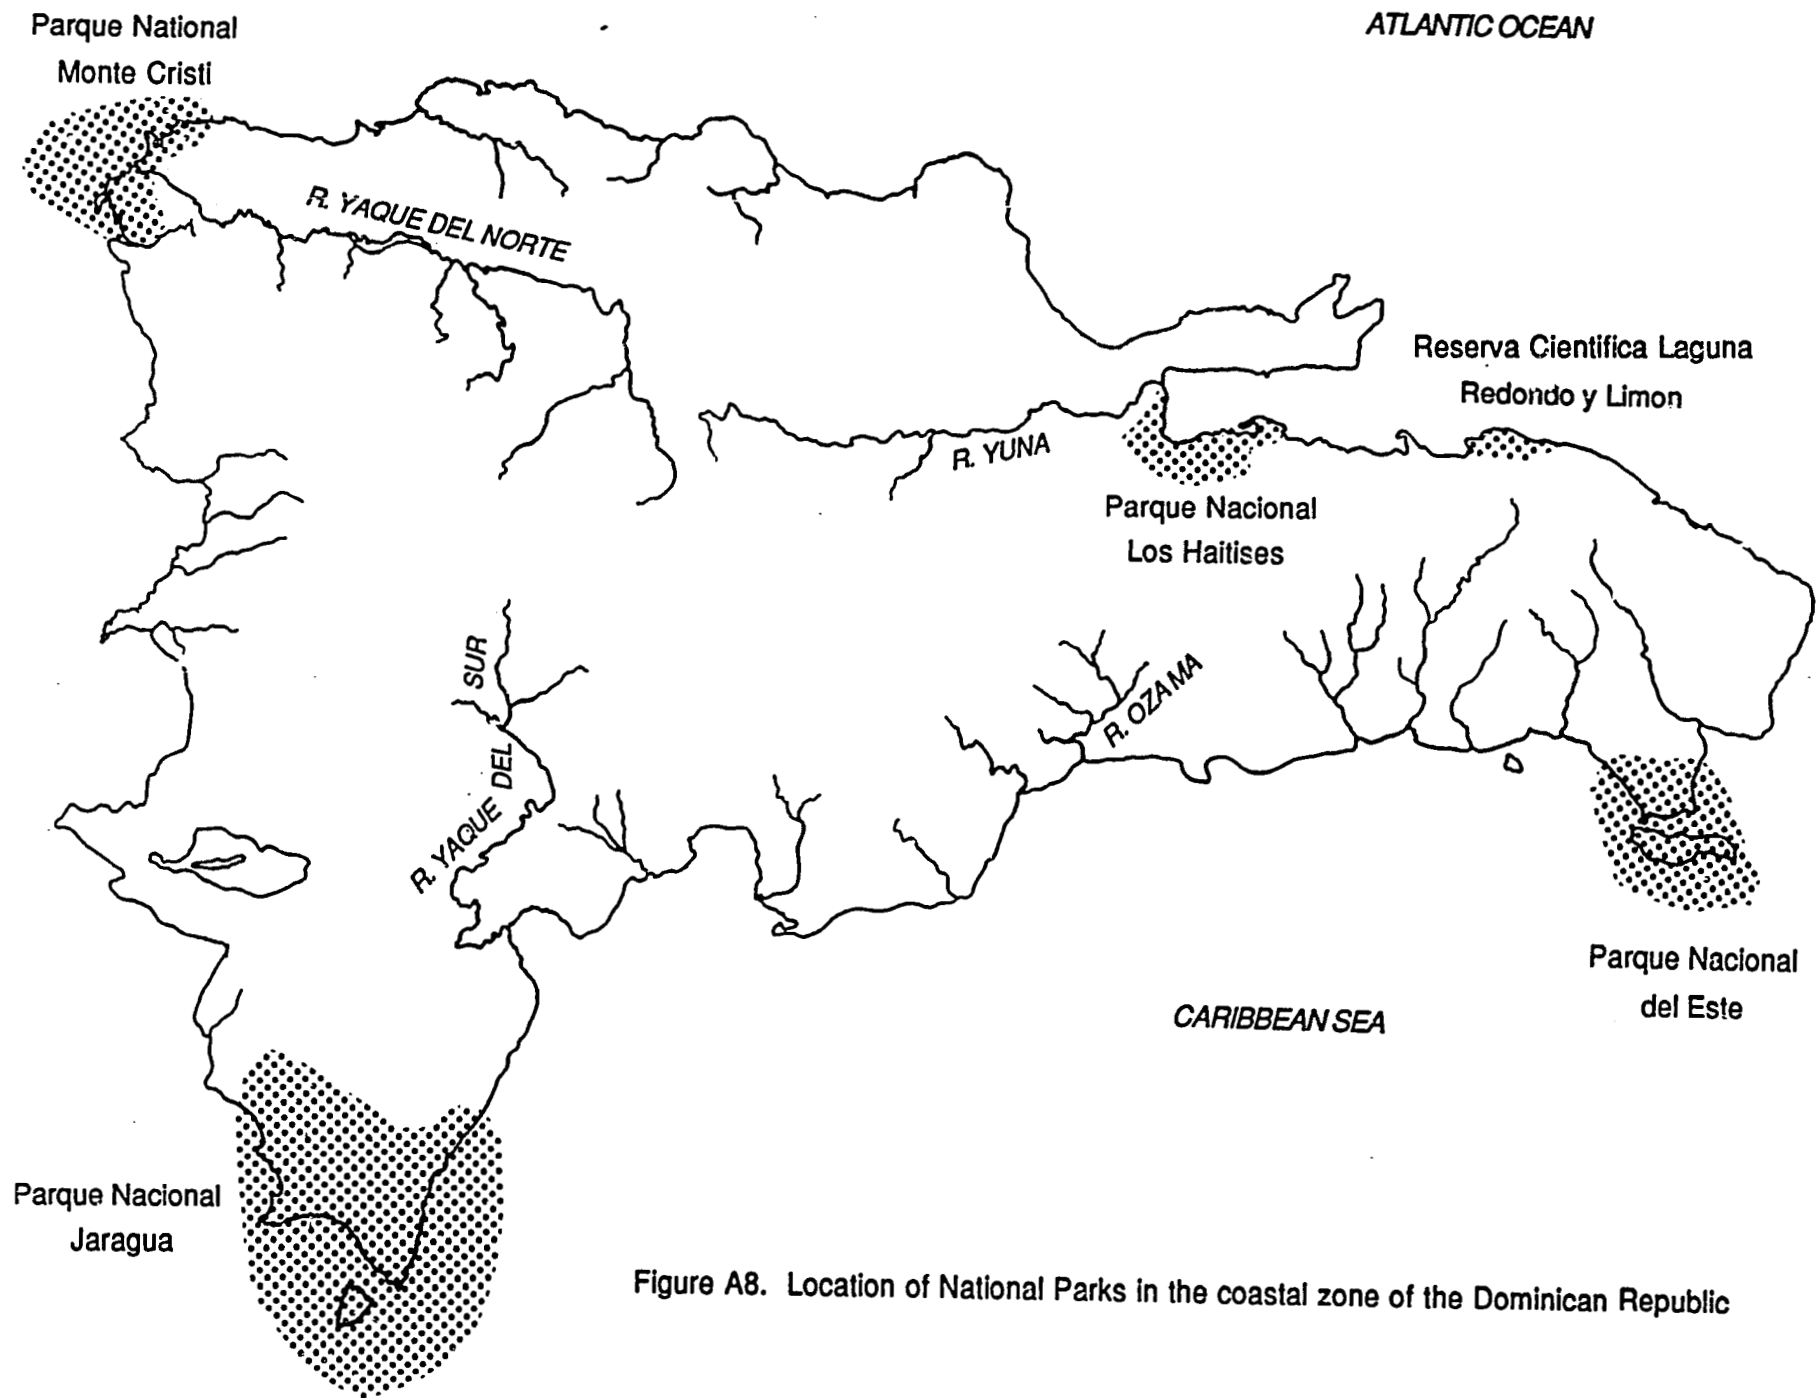 Parque National
Monte Cristi
ATLANTIC OCEAN
R. YAQUE DEL NORTE
Reserva Cientifica Laguna
Redondo y Limon
R. YUNA
Parque Nacional
Los Haitises
R. YAQUE DEL SUR
R. OZAMA
Parque Nacional
del Este
CARIBBEAN SEA
Parque Nacional
Jaragua
Figure A8. Location of National Parks in the coastal zone of the Dominican Republic